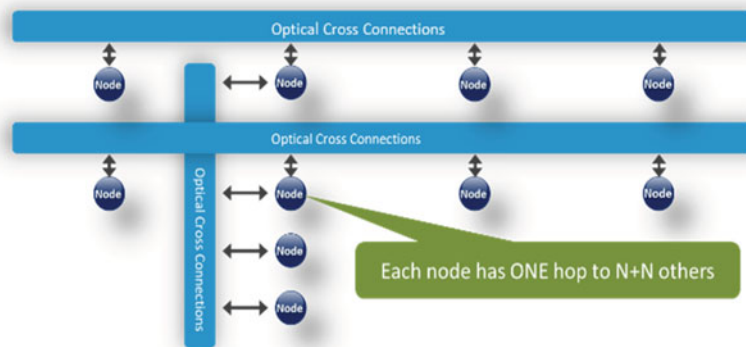 Optical Cross Connections
Node Node Node Node
Optical Cross Connections
Node Node Node Node
Optical Cross Connections
Node
Each node has ONE hop to N+N others
Node